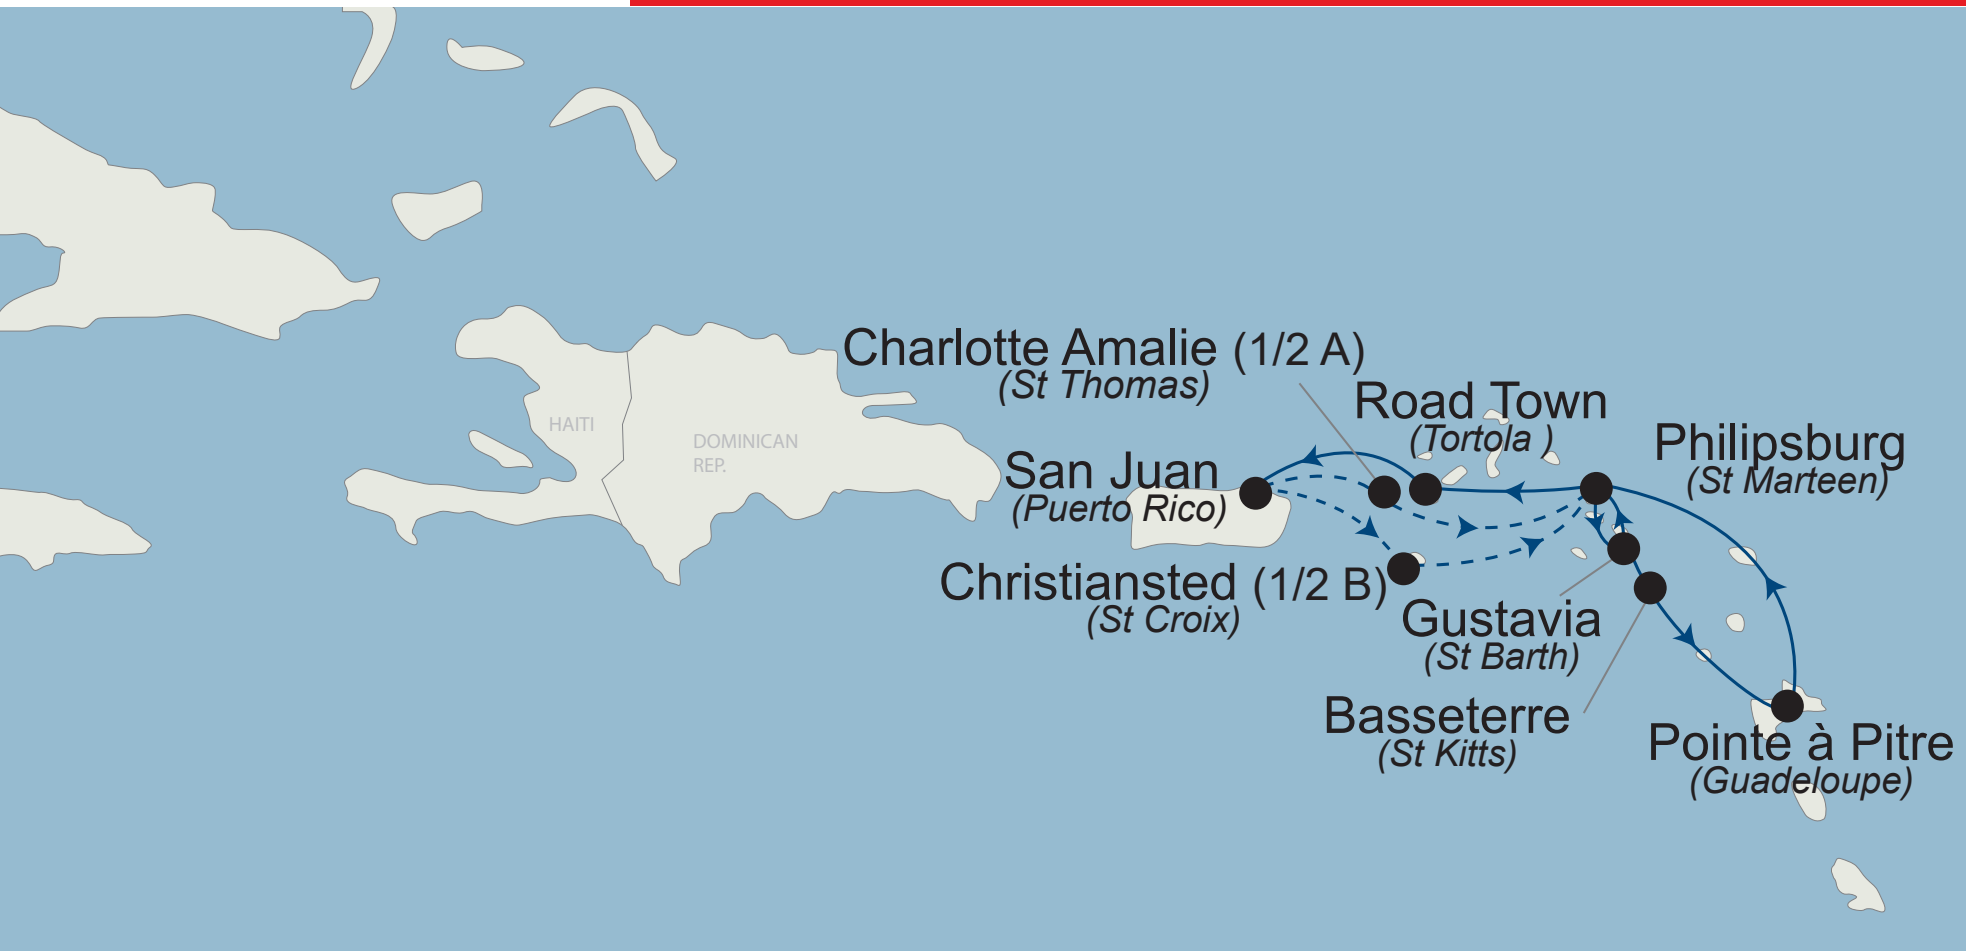 Charlotte Amalie (1/2 A)
(St Thomas)
Road Town
(Tortola )
HAITI
DOMINICAN
REP.
San Juan
(Puerto Rico)
Philipsburg
(St Marteen)
Christiansted (1/2 B)
(St Croix)
Gustavia
(St Barth)
Basseterre
(St Kitts)
Pointe à Pitre
(Guadeloupe)